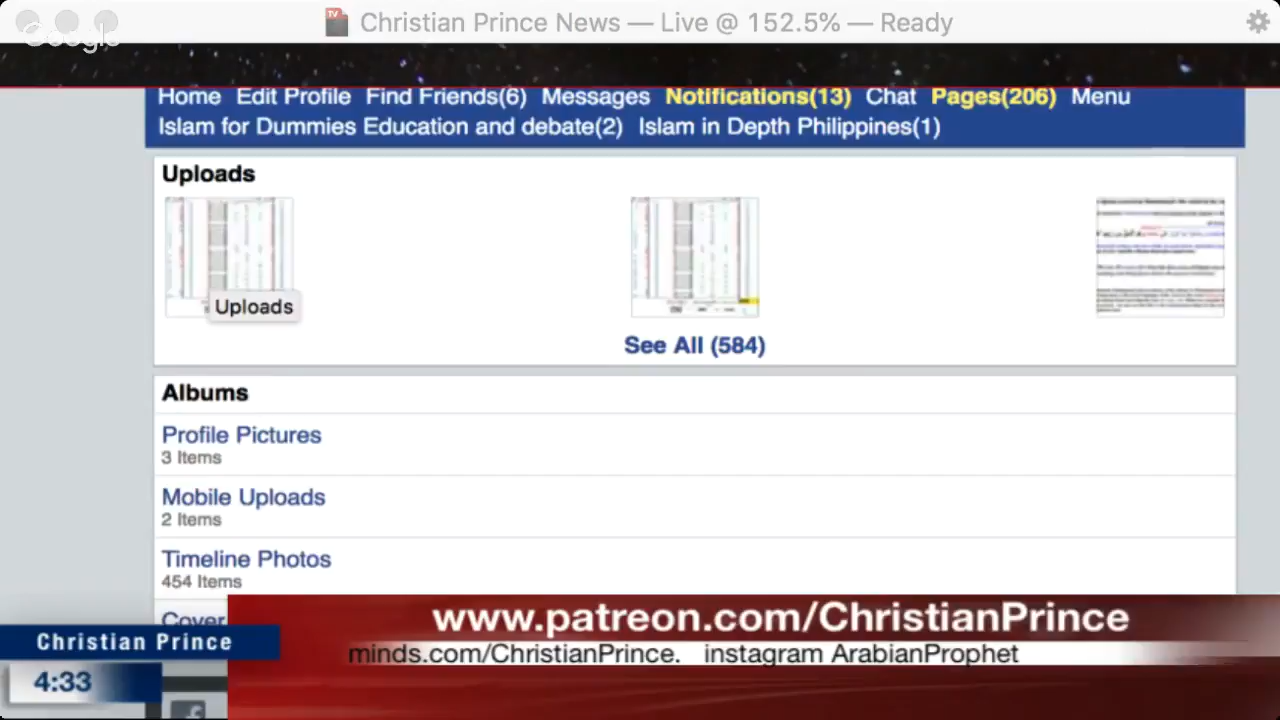 Christian Prince News — Live @ 152.5% — Ready
Google
Home Edit Profile Find Friends(6) Messages Notifications(13) Chat Pages(206) Menu
Islam for Dummies Education and debate(2) Islam in Depth Philippines(1)
Uploads
Uploads
See All (584)
Albums
Profile Pictures
3 Items
Mobile Uploads
2 Items
Timeline Photos
454 Items
Cover
www.patreon.com/ChristianPrince
Christian Prince
minds.com/ChristianPrince. instagram ArabianProphet
4:33